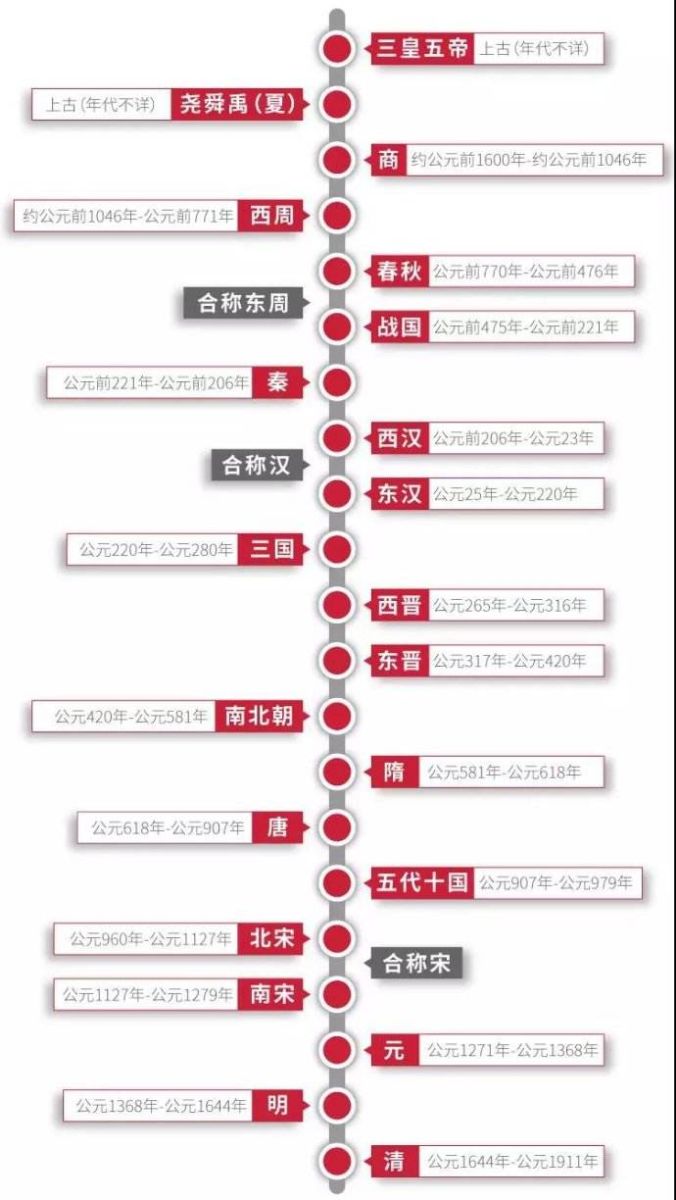 三皇五帝 上古(年代不详)
上古(年代不详) 尧舜禹(夏)
商 约公元前1600年-约公元前1046年
约公元前1046年-公元前771年 西周
春秋 公元前770年-公元前476年
合称东周
战国 公元前475年-公元前221年
公元前221年-公元前206年 秦
西汉 公元前206年-公元23年
合称汉
东汉 公元25年-公元220年
公元220年-公元280年 三国
西晋 公元265年-公元316年
东晋 公元317年-公元420年
公元420年-公元581年 南北朝
隋 公元581年-公元618年
公元618年-公元907年 唐
五代十国 公元907年-公元979年
公元960年-公元1127年 北宋
合称宋
公元1127年-公元1279年 南宋
元 公元1271年-公元1368年
公元1368年-公元1644年 明
清 公元1644年-公元1911年